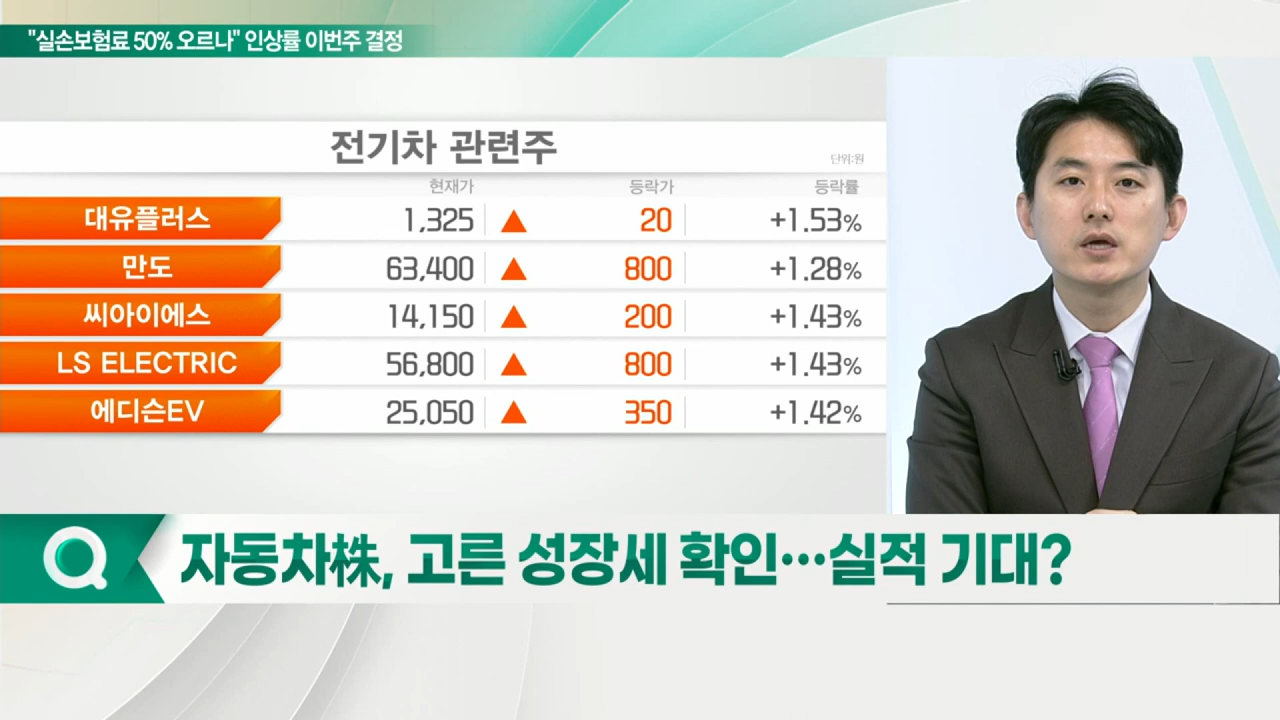 "실손보험료 50% 오르나" 인상률 이번주 결정
전기차 관련주
단위:원
현재가 등락가 등락률
대유플러스 1,325 ▲ 20 +1.53%
만도 63,400 ▲ 800 +1.28%
씨아이에스 14,150 ▲ 200 +1.43%
LS ELECTRIC 56,800 ▲ 800 +1.43%
에디슨EV 25,050 ▲ 350 +1.42%
자동차株, 고른 성장세 확인…실적 기대?